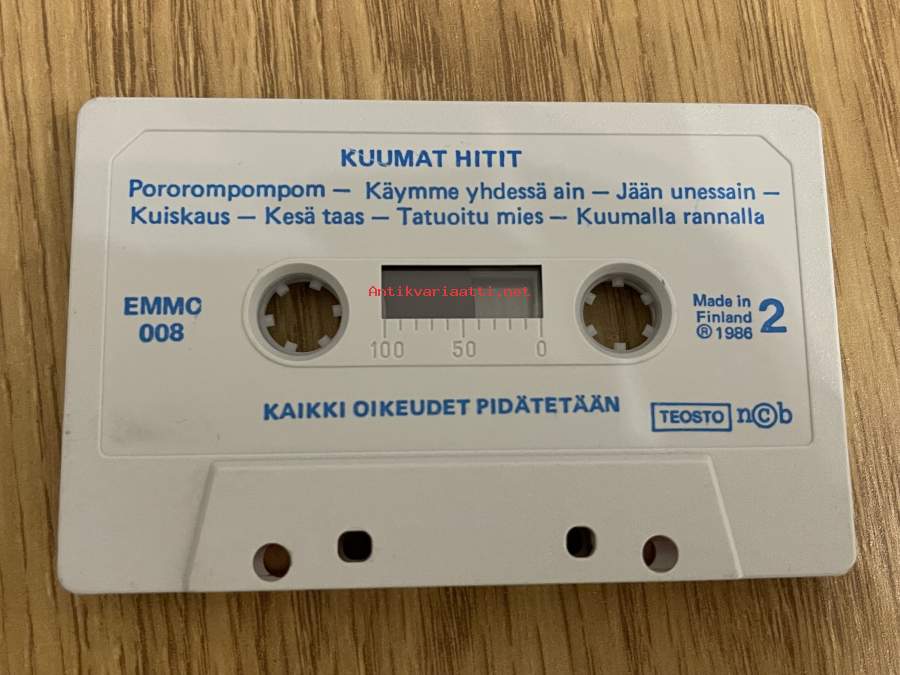 KUUMAT HITIT
Pororompompom – Käymme yhdessä ain – Jään unessain –
Kuiskaus – Kesä taas – Tatuoitu mies – Kuumalla rannalla
EMMC
008
Antikvariaatti.net
100 50 0
Made in
Finland
℗ 1986
2
KAIKKI OIKEUDET PIDÄTETÄÄN
TEOSTO n©b